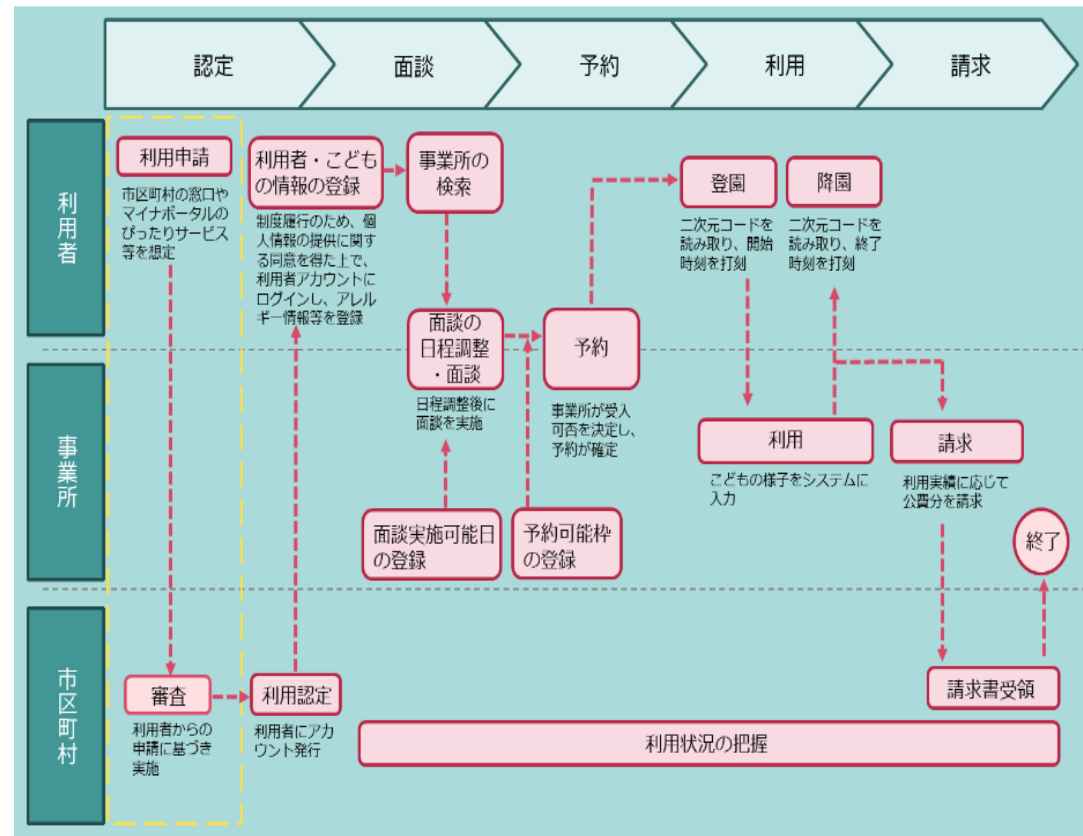 認定
面談
予約
利用
請求
利用者
利用申請
市区町村の窓口や
マイナポータルの
ぴったりサービス
等を想定
利用者・こども
の情報の登録
制度履行のため、個
人情報の提供に関す
る同意を得た上で、
利用者アカウントに
ログインし、アレル
ギー情報等を登録
事業所の
検索
面談の
日程調整
・面談
日程調整後に
面談を実施
予約
事業所が受入
可否を決定し、
予約が確定
登園
二次元コードを
読み取り、開始
時刻を打刻
降園
二次元コードを
読み取り、終了
時刻を打刻
事業所
面談実施可能日
の登録
予約可能枠
の登録
利用
こどもの様子をシステムに
入力
請求
利用実績に応じて
公費分を請求
終了
市区町村
審査
利用者からの
申請に基づき
実施
利用認定
利用者にアカ
ウント発行
請求書受領
利用状況の把握